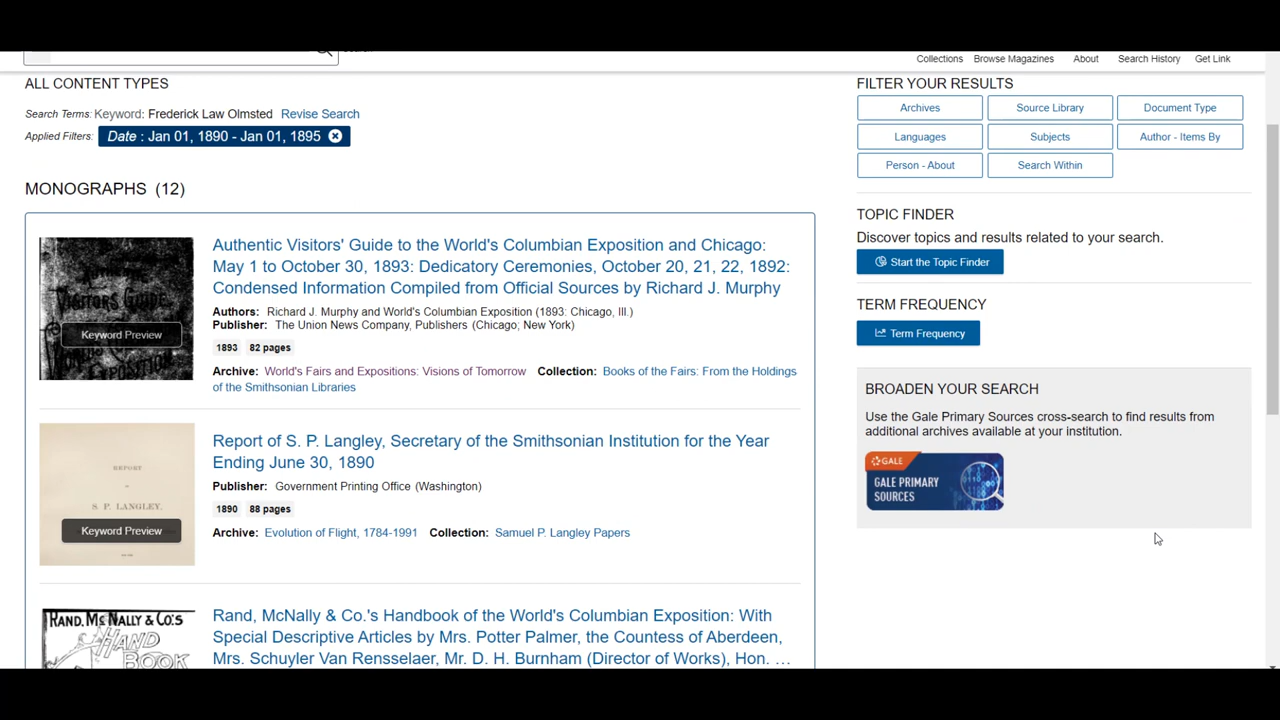 Collections Browse Magazines About Search History Get Link
ALL CONTENT TYPES
Search Terms: Keyword: Frederick Law Olmsted Revise Search
Applied Filters: Date : Jan 01, 1890 - Jan 01, 1895
MONOGRAPHS (12)
Keyword Preview
Authentic Visitors' Guide to the World's Columbian Exposition and Chicago:
May 1 to October 30, 1893: Dedicatory Ceremonies, October 20, 21, 22, 1892:
Condensed Information Compiled from Official Sources by Richard J. Murphy
Authors: Richard J. Murphy and World's Columbian Exposition (1893: Chicago, Ill.)
Publisher: The Union News Company, Publishers (Chicago; New York)
1893 82 pages
Archive: World's Fairs and Expositions: Visions of Tomorrow Collection: Books of the Fairs: From the Holdings
of the Smithsonian Libraries
REPORT
S. P. LANGLEY,
Keyword Preview
Report of S. P. Langley, Secretary of the Smithsonian Institution for the Year
Ending June 30, 1890
Publisher: Government Printing Office (Washington)
1890 88 pages
Archive: Evolution of Flight, 1784-1991 Collection: Samuel P. Langley Papers
RAND, McNALLY & CO.'S
HAND
BOOK
Rand, McNally & Co.'s Handbook of the World's Columbian Exposition: With
Special Descriptive Articles by Mrs. Potter Palmer, the Countess of Aberdeen,
Mrs. Schuyler Van Rensselaer, Mr. D. H. Burnham (Director of Works), Hon. ...
FILTER YOUR RESULTS
Archives Source Library Document Type
Languages Subjects Author - Items By
Person - About Search Within
TOPIC FINDER
Discover topics and results related to your search.
Start the Topic Finder
TERM FREQUENCY
Term Frequency
BROADEN YOUR SEARCH
Use the Gale Primary Sources cross-search to find results from
additional archives available at your institution.
GALE
GALE PRIMARY
SOURCES